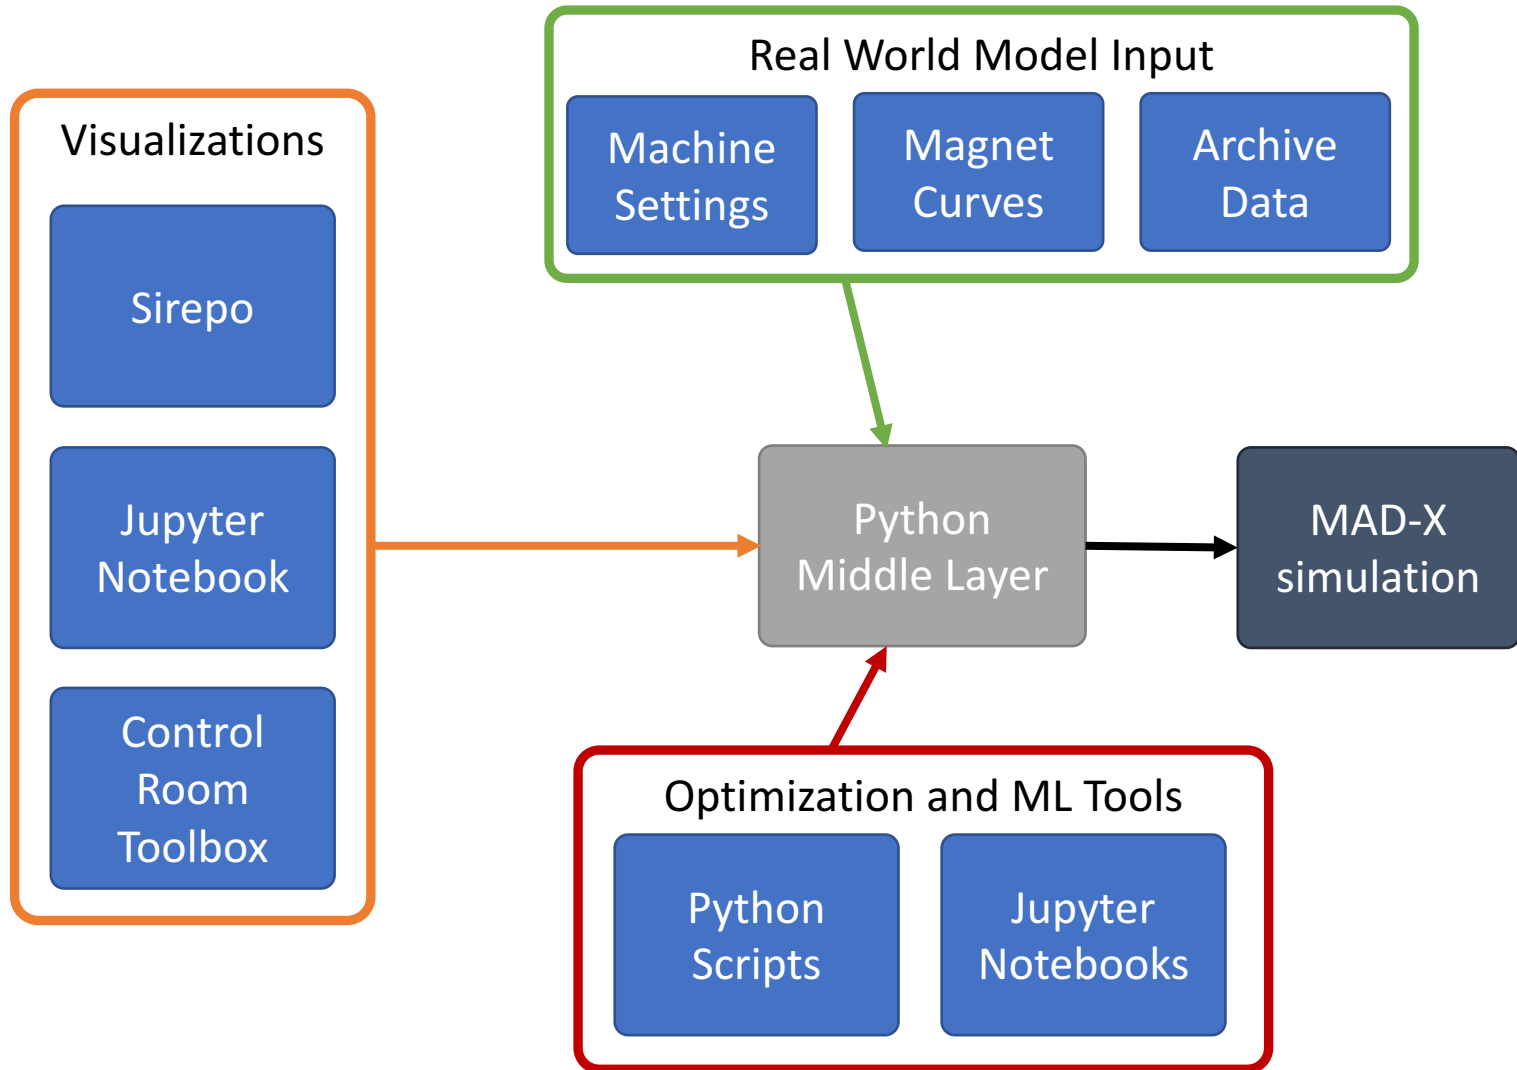 Real World Model Input
Machine
Settings
Magnet
Curves
Archive
Data
Visualizations
Sirepo
Jupyter
Notebook
Control
Room
Toolbox
Python
Middle Layer
MAD-X
simulation
Optimization and ML Tools
Python
Scripts
Jupyter
Notebooks